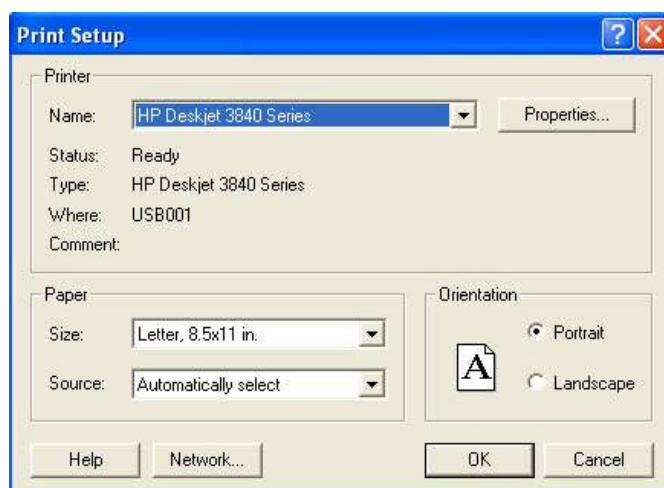 Print Setup
Printer
Name: HP Deskjet 3840 Series Properties...
Status: Ready
Type: HP Deskjet 3840 Series
Where: USB001
Comment:
Paper
Size: Letter, 8.5x11 in.
Source: Automatically select
Orientation
A
Portrait
Landscape
Help Network... OK Cancel